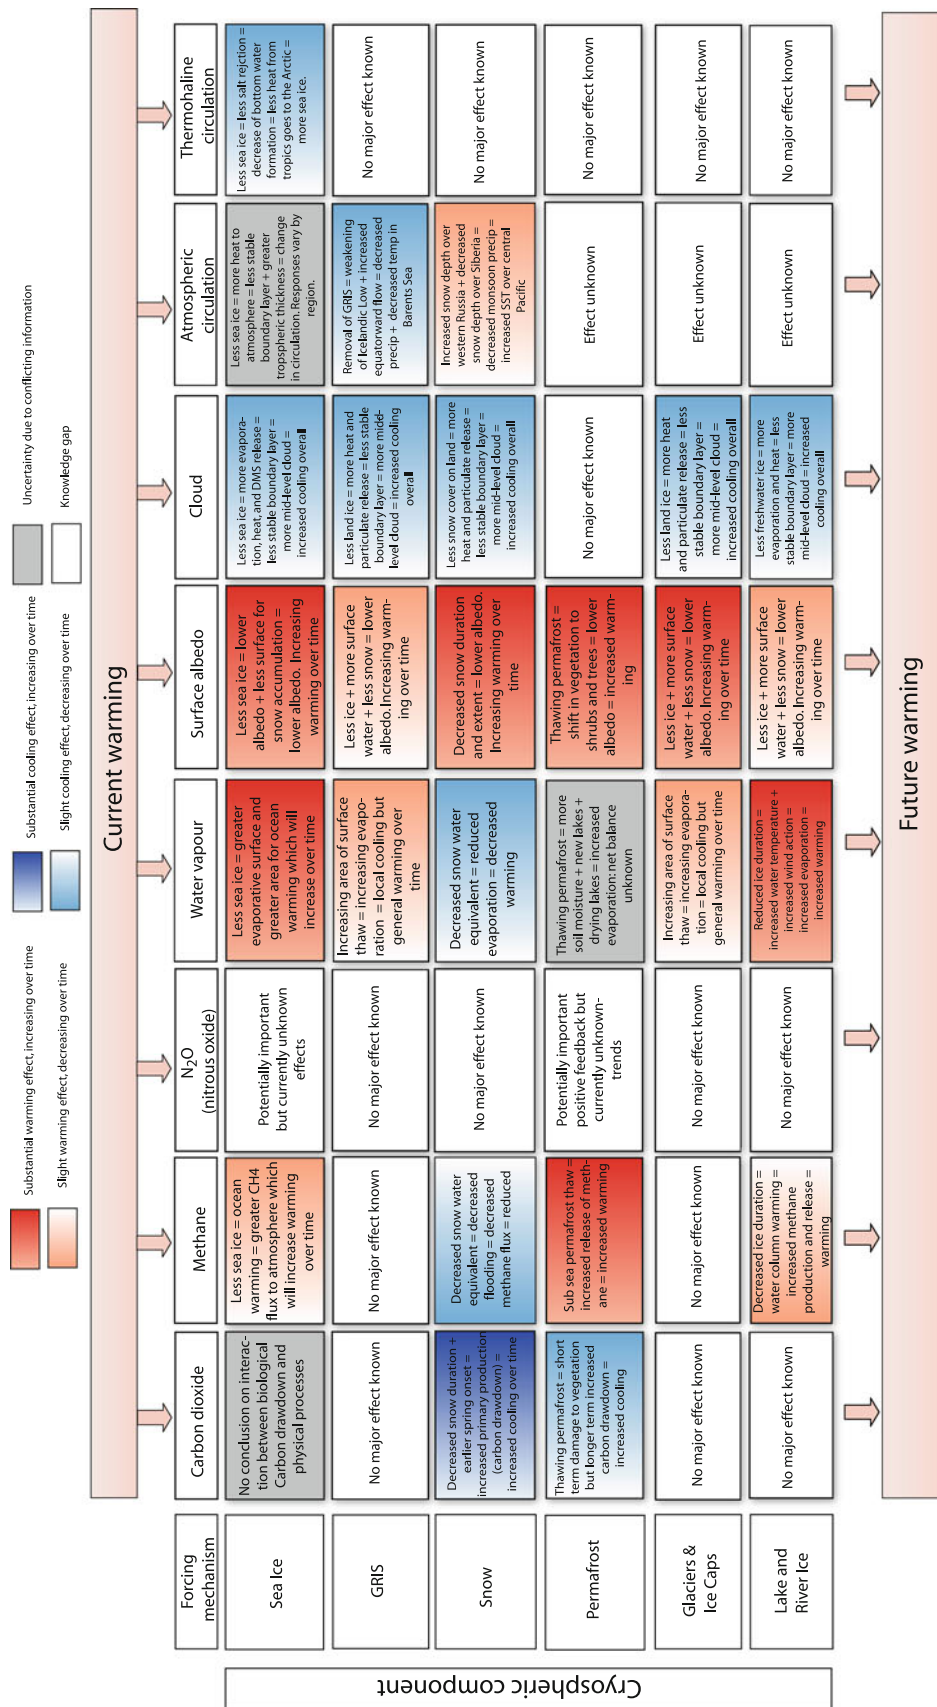 Substantial warming effect, increasing over time
Substantial cooling effect, increasing over time
Uncertainty due to conflicting information
Slight warming effect, decreasing over time
Slight cooling effect, decreasing over time
Knowledge gap
Current warming
Forcing
mechanism
Carbon dioxide
Methane
N2O
(nitrous oxide)
Water vapour
Surface albedo
Cloud
Atmospheric
circulation
Thermohaline
circulation
Cryospheric component
Sea Ice
No conclusion on interac-
tion between biological
Carbon drawdown and
physical processes
Less sea ice = ocean
warming = greater CH4
flux to atmosphere which
will increase warming
over time
Potentially important
but currently unknown
effects
Less sea ice = greater
evaporative surface and
greater area for ocean
warming which will
increase over time
Less sea ice = lower
albedo + less surface for
snow accumulation =
lower albedo. Increasing
warming over time
Less sea ice = more evapora-
tion, heat, and DMS release =
less stable boundary layer =
more mid-level cloud =
increased cooling overall
Less sea ice = more heat to
atmosphere = less stable
boundary layer + greater
tropspheric thickness = change
in circulation. Responses vary by
region.
Less sea ice = less salt rejction =
decrease of bottom water
formation = less heat from
tropics goes to the Arctic =
more sea ice.
GRIS
No major effect known
No major effect known
No major effect known
Increasing area of surface
thaw = increasing evapo-
ration = local cooling but
general warming over
time
Less ice + more surface
water + less snow = lower
albedo. Increasing warm-
ing over time
Less land ice = more heat and
particulate release = less stable
boundary layer = more midd-
level cloud = increased cooling
overall
Removal of GRIS = weakening
of Icelandic Low + increased
equatorward flow = decreased
precip + decreased temp in
Barents Sea
No major effect known
Snow
Decreased snow duration +
earlier spring onset =
increased primary production
(carbon drawdown) =
increased cooling over time
Decreased snow water
equivalent = decreased
flooding = decreased
methane flux = reduced
No major effect known
Decreased snow water
equivalent = reduced
evaporation = decreased
warming
Decreased snow duration
and extent = lower albedo.
Increasing warming over
time
Less snow cover on land = more
heat and particulate release =
less stable boundary layer =
more mid-level cloud =
increased cooling overall
Increased snow depth over
western Russia + decreased
snow depth over Siberia =
decreased monsoon precip =
increased SST over central
Pacific
No major effect known
Permafrost
Thawing permafrost = short
term damage to vegetation
but longer term increased
carbon drawdown =
increased cooling
Sub sea permafrost thaw =
increased release of meth-
ane = increased warming
Potentially important
positive feedback but
currently unknown-
trends
Thawing permafrost = more
soil moisture + new lakes +
drying lakes = increased
evaporation: net balance
unknown
Thawing permafrost =
shift in vegetation to
shrubs and trees = lower
albedo = increased warm-
ing
No major effect known
Effect unknown
No major effect known
Glaciers &
Ice Caps
No major effect known
No major effect known
No major effect known
Increasing area of surface
thaw = increasing evapora-
tion = local cooling but
general warming over time
Less ice + more surface
water + less snow = lower
albedo. Increasing warm-
ing over time
Less land ice = more heat
and particulate release = less
stable boundary layer =
more mid-level cloud =
increased cooling overall
Effect unknown
No major effect known
Lake and
River Ice
No major effect known
Decreased ice duration =
water column warming =
increased methane
production and release =
warming
No major effect known
Reduced ice duration =
increased water temperature +
increased wind action =
increased evaporation =
increased warming
Less ice + more surface
water + less snow = lower
albedo. Increasing warm-
ing over time
Less freshwater ice = more
evaporation and heat = less
stable boundary layer = more
mid-level cloud = increased
cooling overall
Effect unknown
No major effect known
Future warming